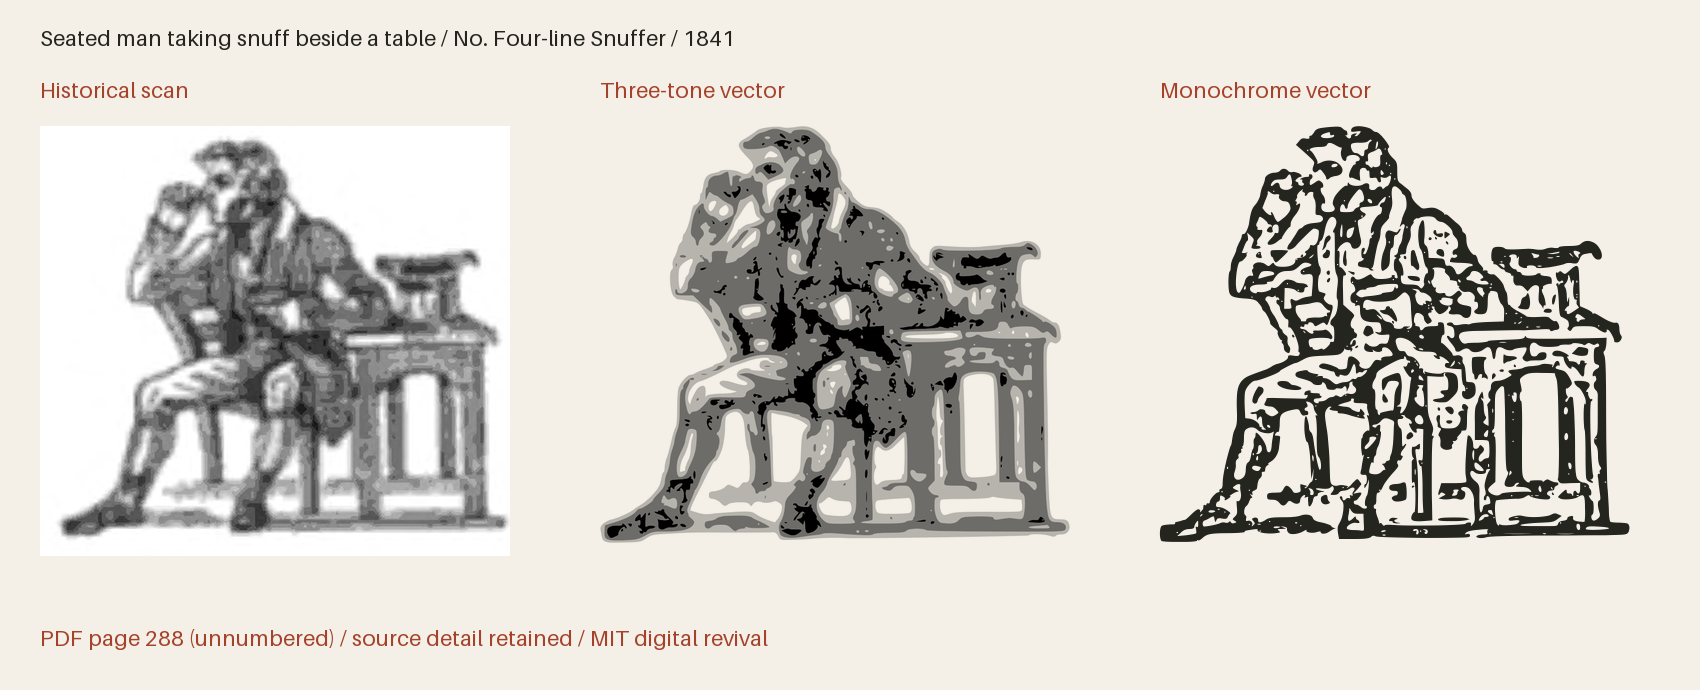 Seated man taking snuff beside a table / No. Four-line Snuffer / 1841
Historical scan
Three-tone vector
Monochrome vector
PDF page 288 (unnumbered) / source detail retained / MIT digital revival